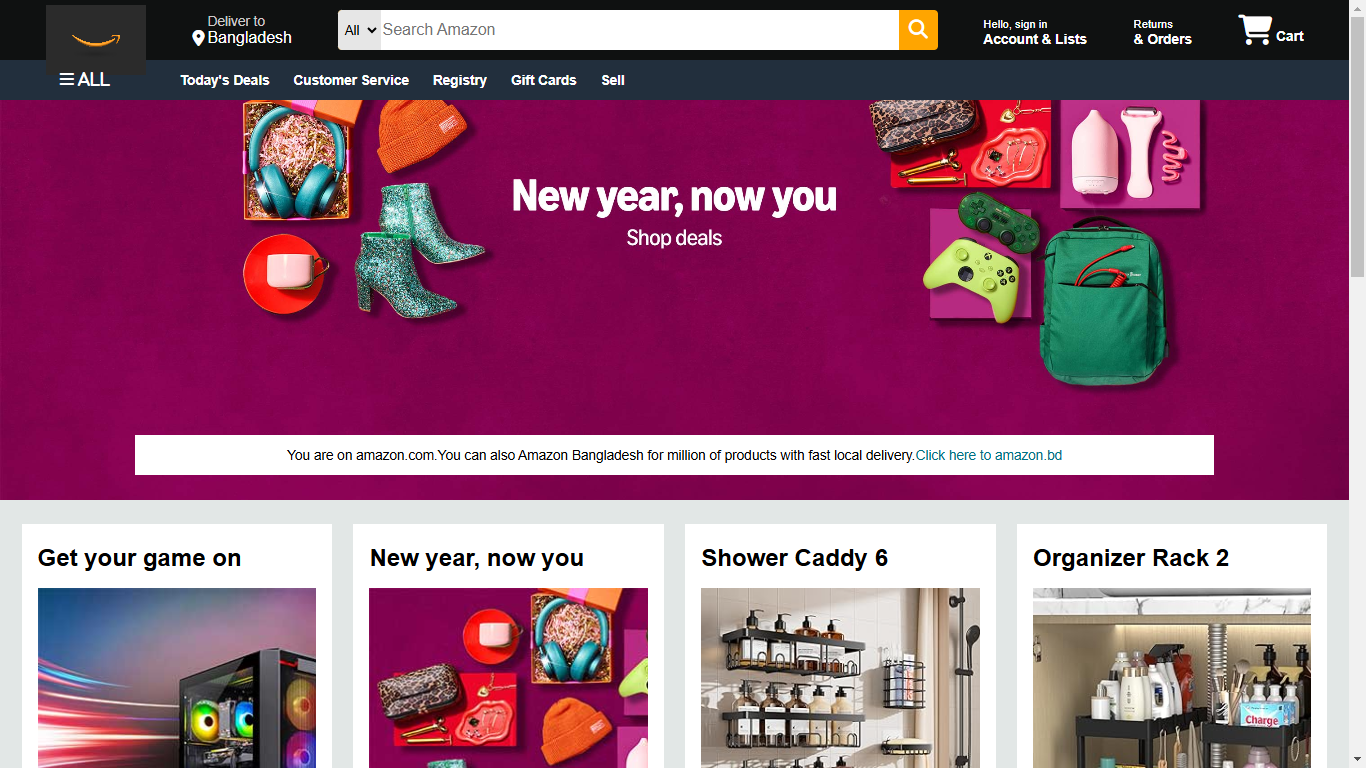 Deliver to
Bangladesh
All
Search Amazon
Hello, sign in
Account & Lists
Returns
& Orders
Cart
ALL
Today's Deals
Customer Service
Registry
Gift Cards
Sell
New year, now you
Shop deals
You are on amazon.com.You can also Amazon Bangladesh for million of products with fast local delivery.Click here to amazon.bd
Get your game on
New year, now you
Shower Caddy 6
Organizer Rack 2
Charge